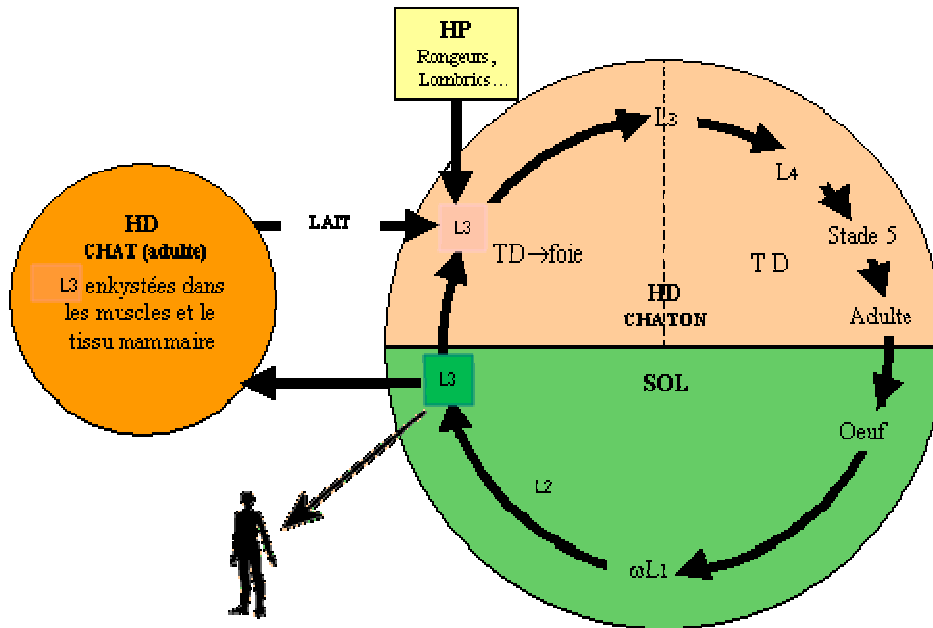 HP
Rongeurs,
Lombrics...
L3
L4
Stade 5
TD
Adulte
HD
CHATON
TD→foie
L3
LAIT
HD
CHAT (adulte)
L3 enkystées dans
les muscles et le
tissu mammaire
L3
SOL
Oeuf
L2
ωL1